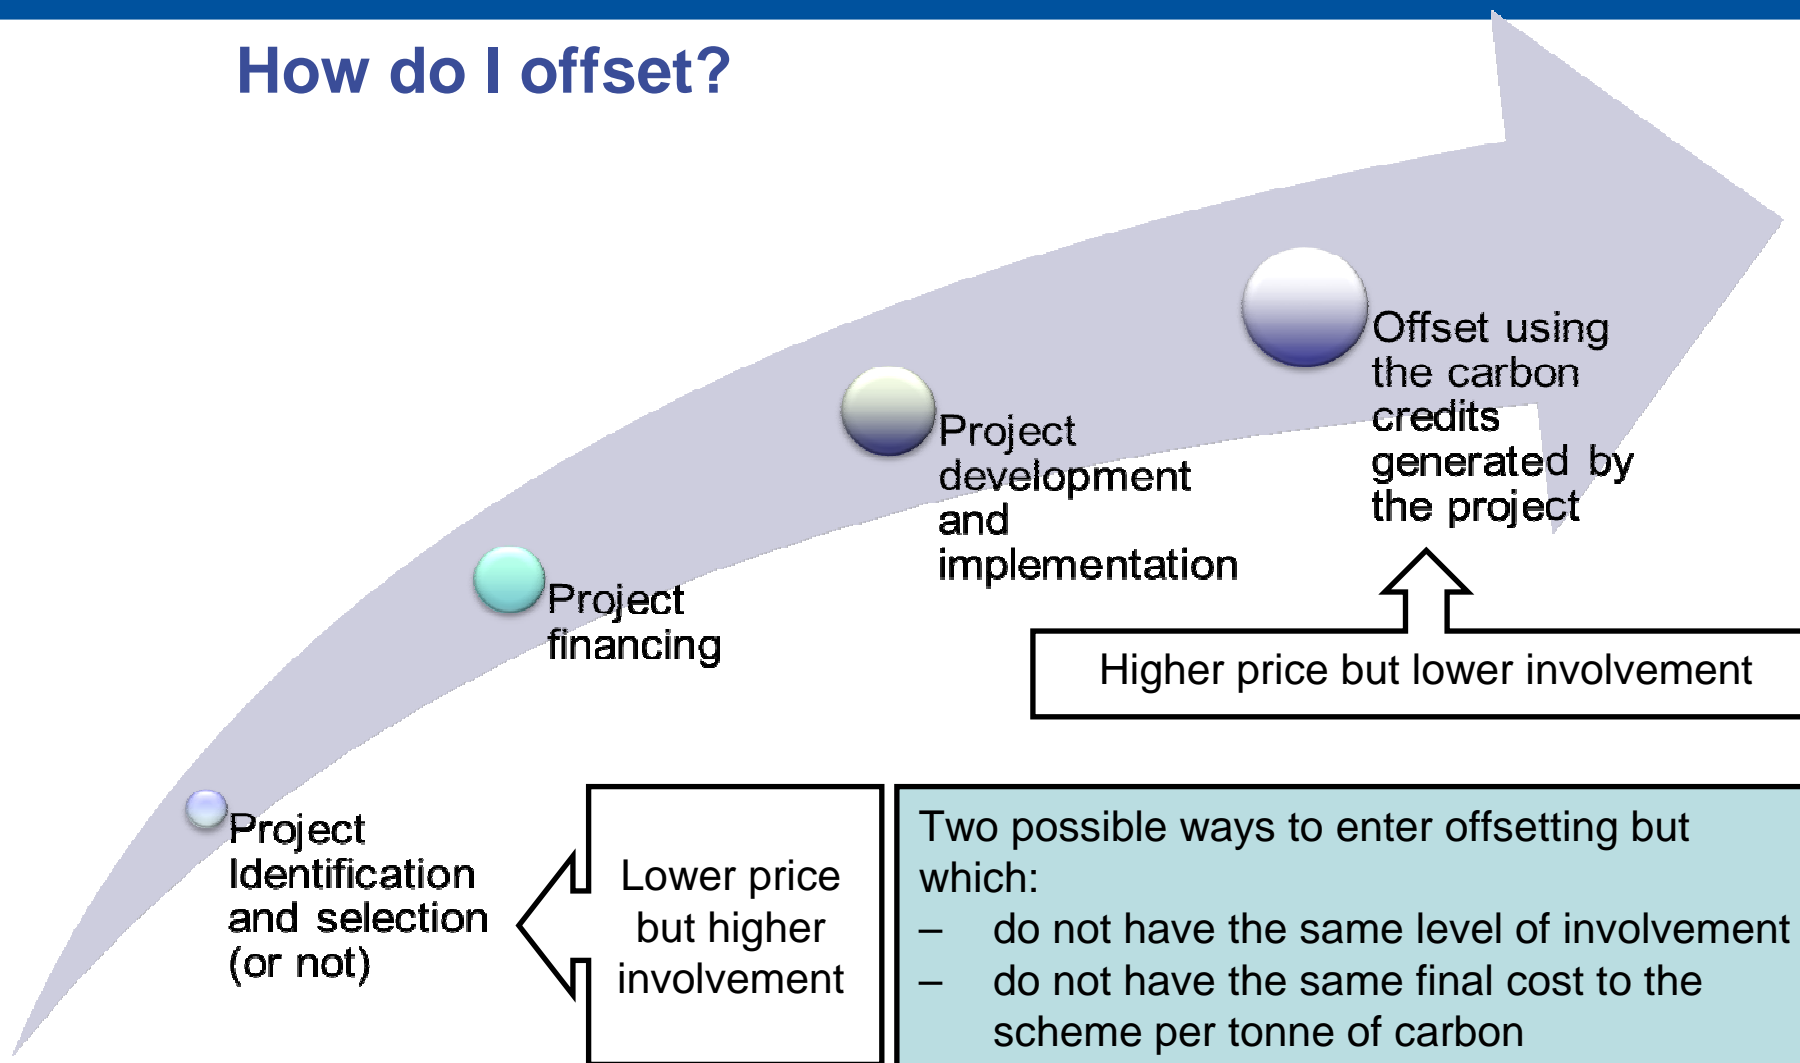 How do I offset?
Offset using
the carbon
credits
generated by
the project
Project
development
and
implementation
Project
financing
Higher price but lower involvement
Project
Identification
and selection
(or not)
Lower price
but higher
involvement
Two possible ways to enter offsetting but
which:
– do not have the same level of involvement
– do not have the same final cost to the
scheme per tonne of carbon